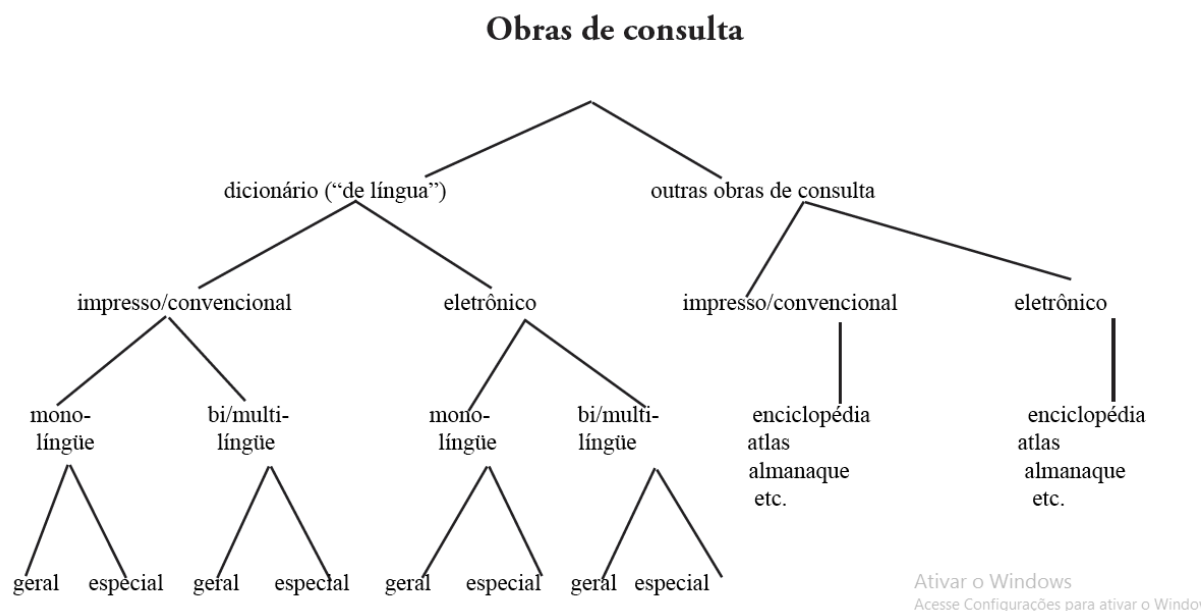 Obras de consulta
dicionário (“de língua”) outras obras de consulta
impresso/convencional eletrônico impresso/convencional eletrônico
mono- bi/multi- mono- bi/multi- enciclopédia enciclopédia
língüe língüe língüe língüe atlas atlas
almanaque almanaque
etc. etc.
geral especial geral especial geral especial geral especial
Ativar o Windows
Acesse Configurações para ativar o Window